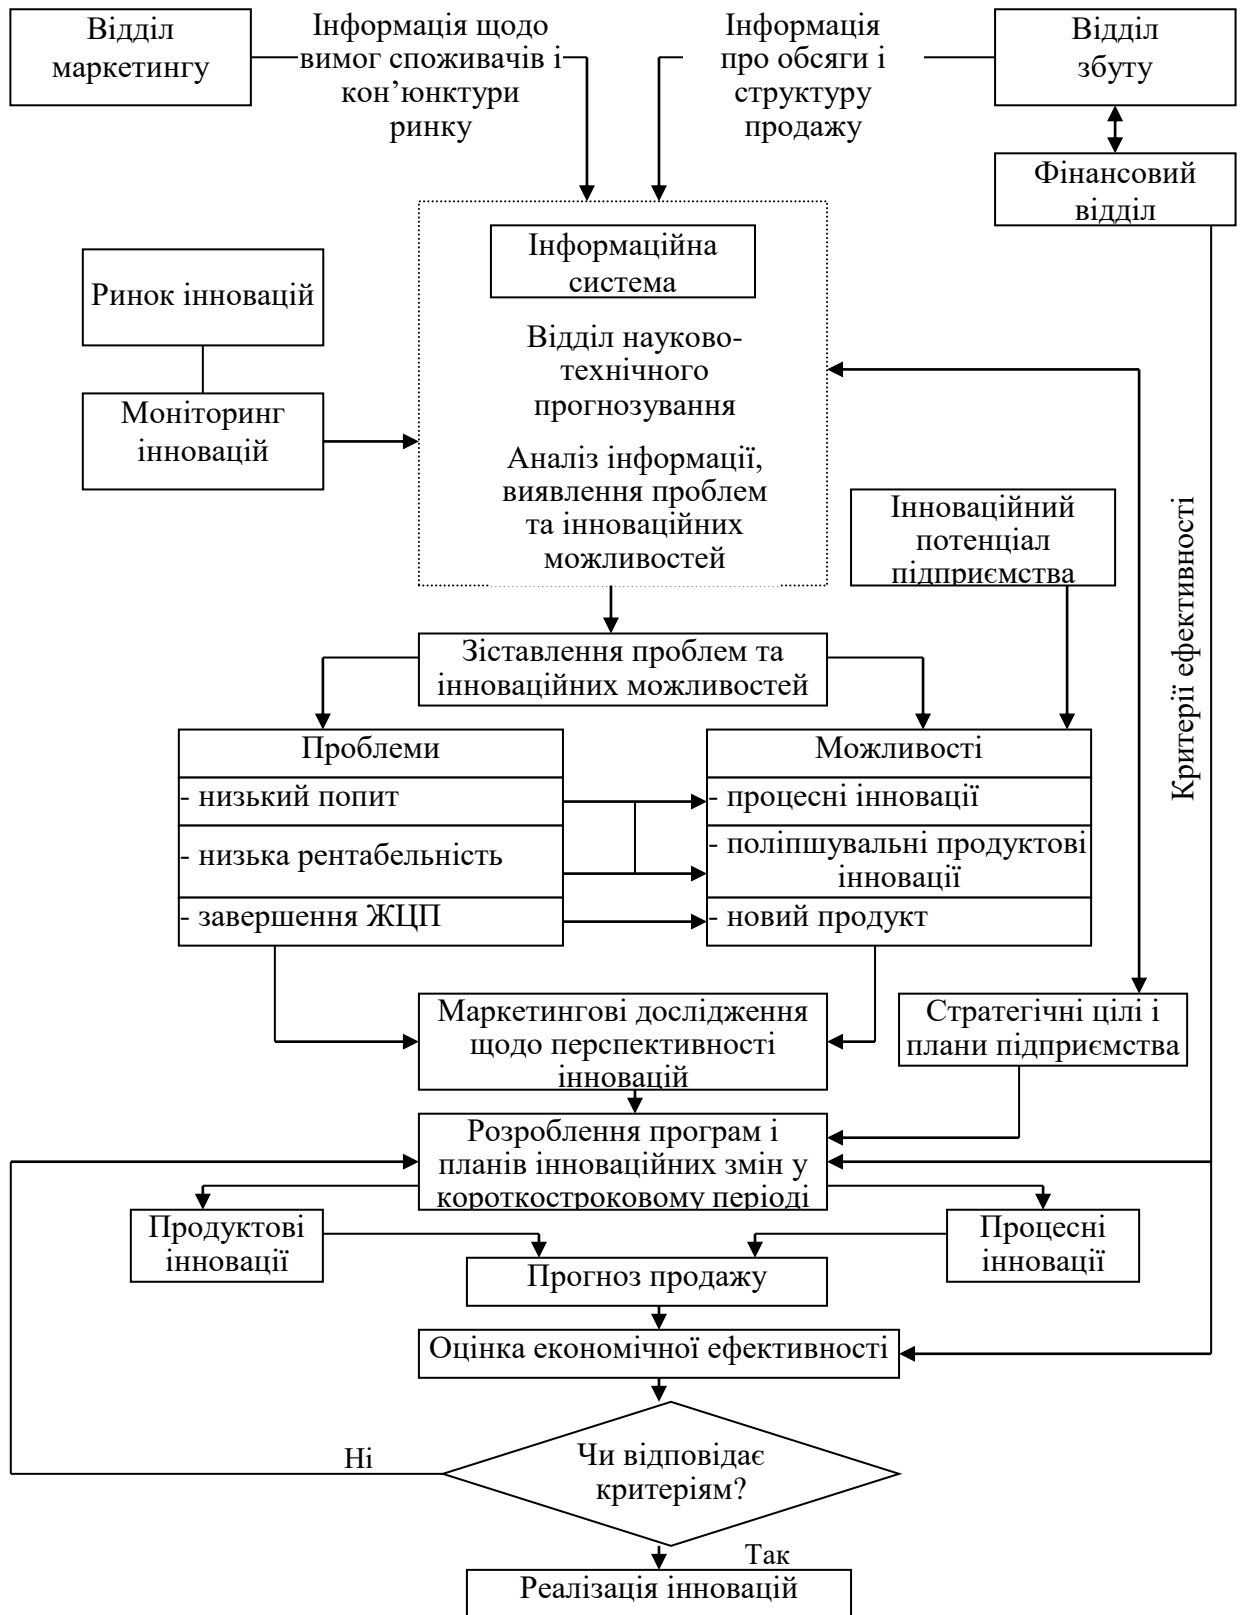 Відділ
маркетингу
Інформація щодо
вимог споживачів і
кон’юнктури
ринку
Інформація
про обсяги і
структуру
продажу
Відділ
збуту
Фінансовий
відділ
Інформаційна
система
Ринок інновацій
Відділ науково-
технічного
прогнозування
Моніторинг
інновацій
Аналіз інформації,
виявлення проблем
та інноваційних
можливостей
Інноваційний
потенціал
підприємства
Критерії ефективності
Зіставлення проблем та
інноваційних можливостей
Проблеми
- низький попит
- низька рентабельність
- завершення ЖЦП
Можливості
- процесні інновації
- поліпшувальні продуктові
інновації
- новий продукт
Маркетингові дослідження
щодо перспективності
інновацій
Стратегічні цілі і
плани підприємства
Розроблення програм і
планів інноваційних змін у
короткостроковому періоді
Продуктові
інновації
Процесні
інновації
Прогноз продажу
Оцінка економічної ефективності
Чи відповідає
критеріям?
Ні
Так
Реалізація інновацій